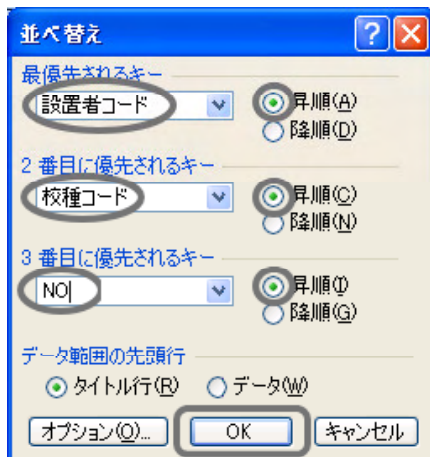 並べ替え
最優先されるキー
設置者コード 昇順(A)
降順(D)
2 番目に優先されるキー
校種コード 昇順(C)
降順(N)
3 番目に優先されるキー
NO 昇順(I)
降順(G)
データ範囲の先頭行
タイトル行(R) データ(W)
オプション(O)... OK キャンセル